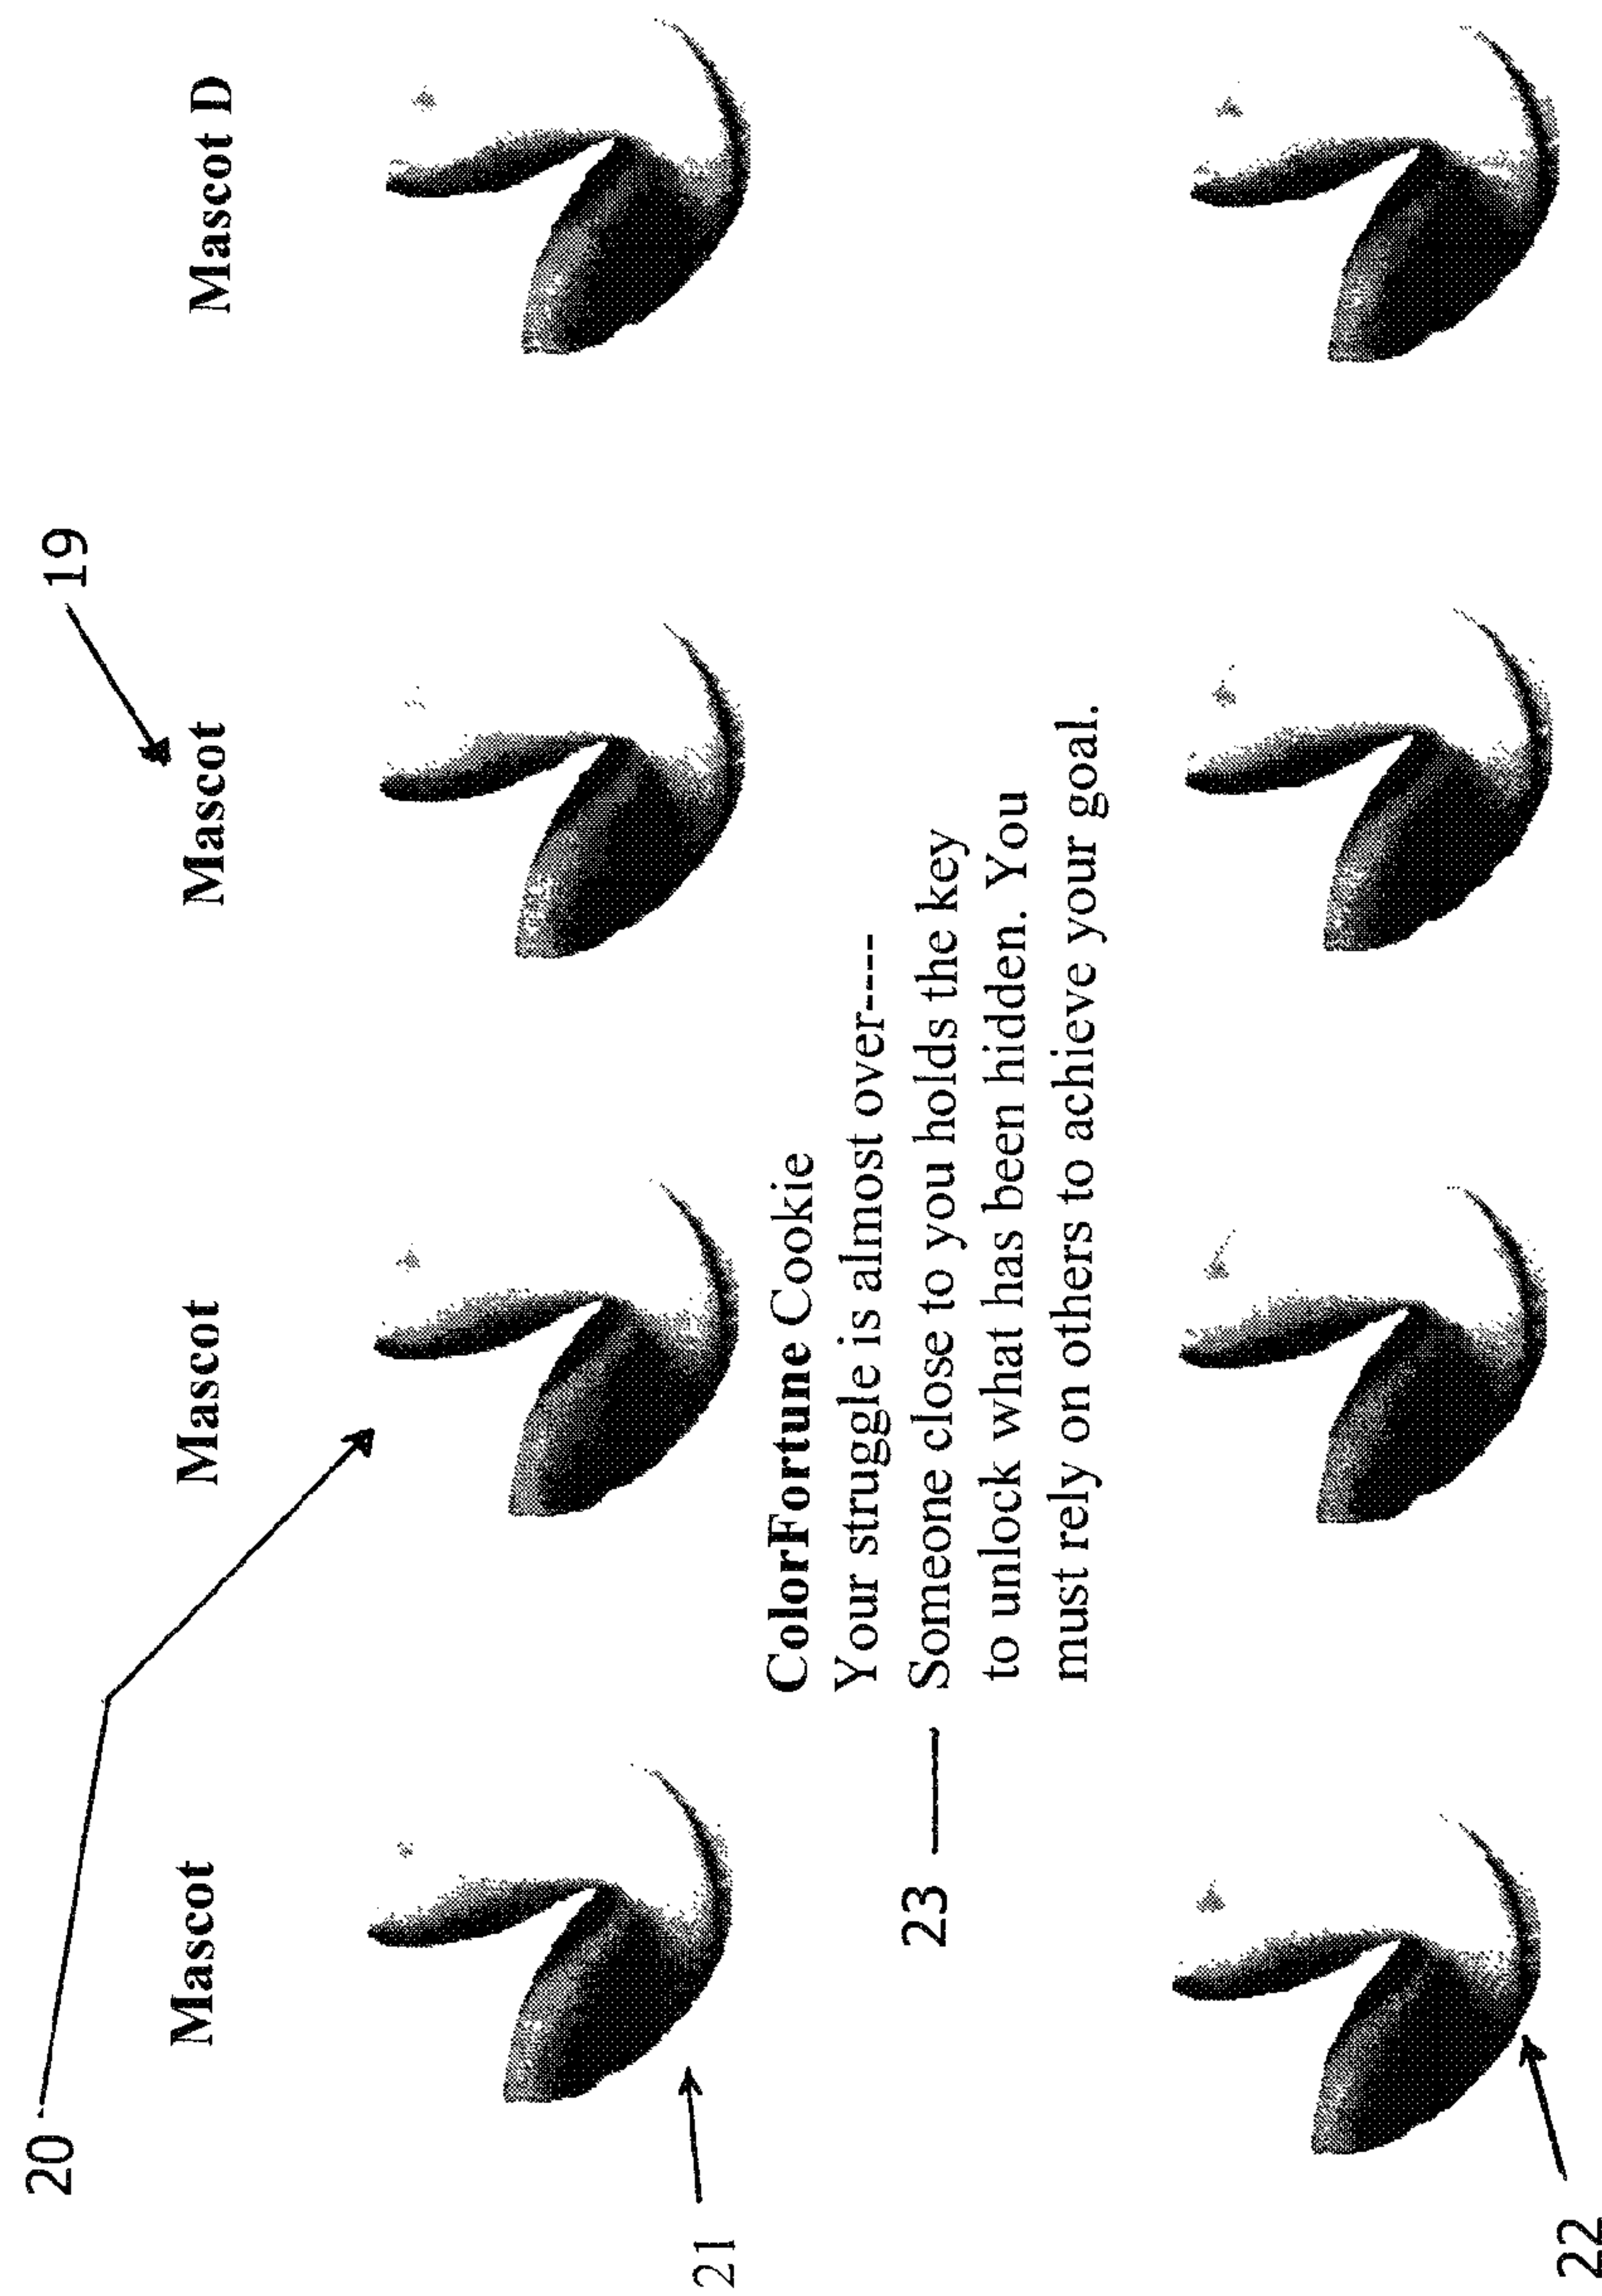 20
19
Mascot Mascot Mascot Mascot D
21
ColorFortune Cookie
Your struggle is almost over----
23 Someone close to you holds the key
to unlock what has been hidden. You
must rely on others to achieve your goal.
22